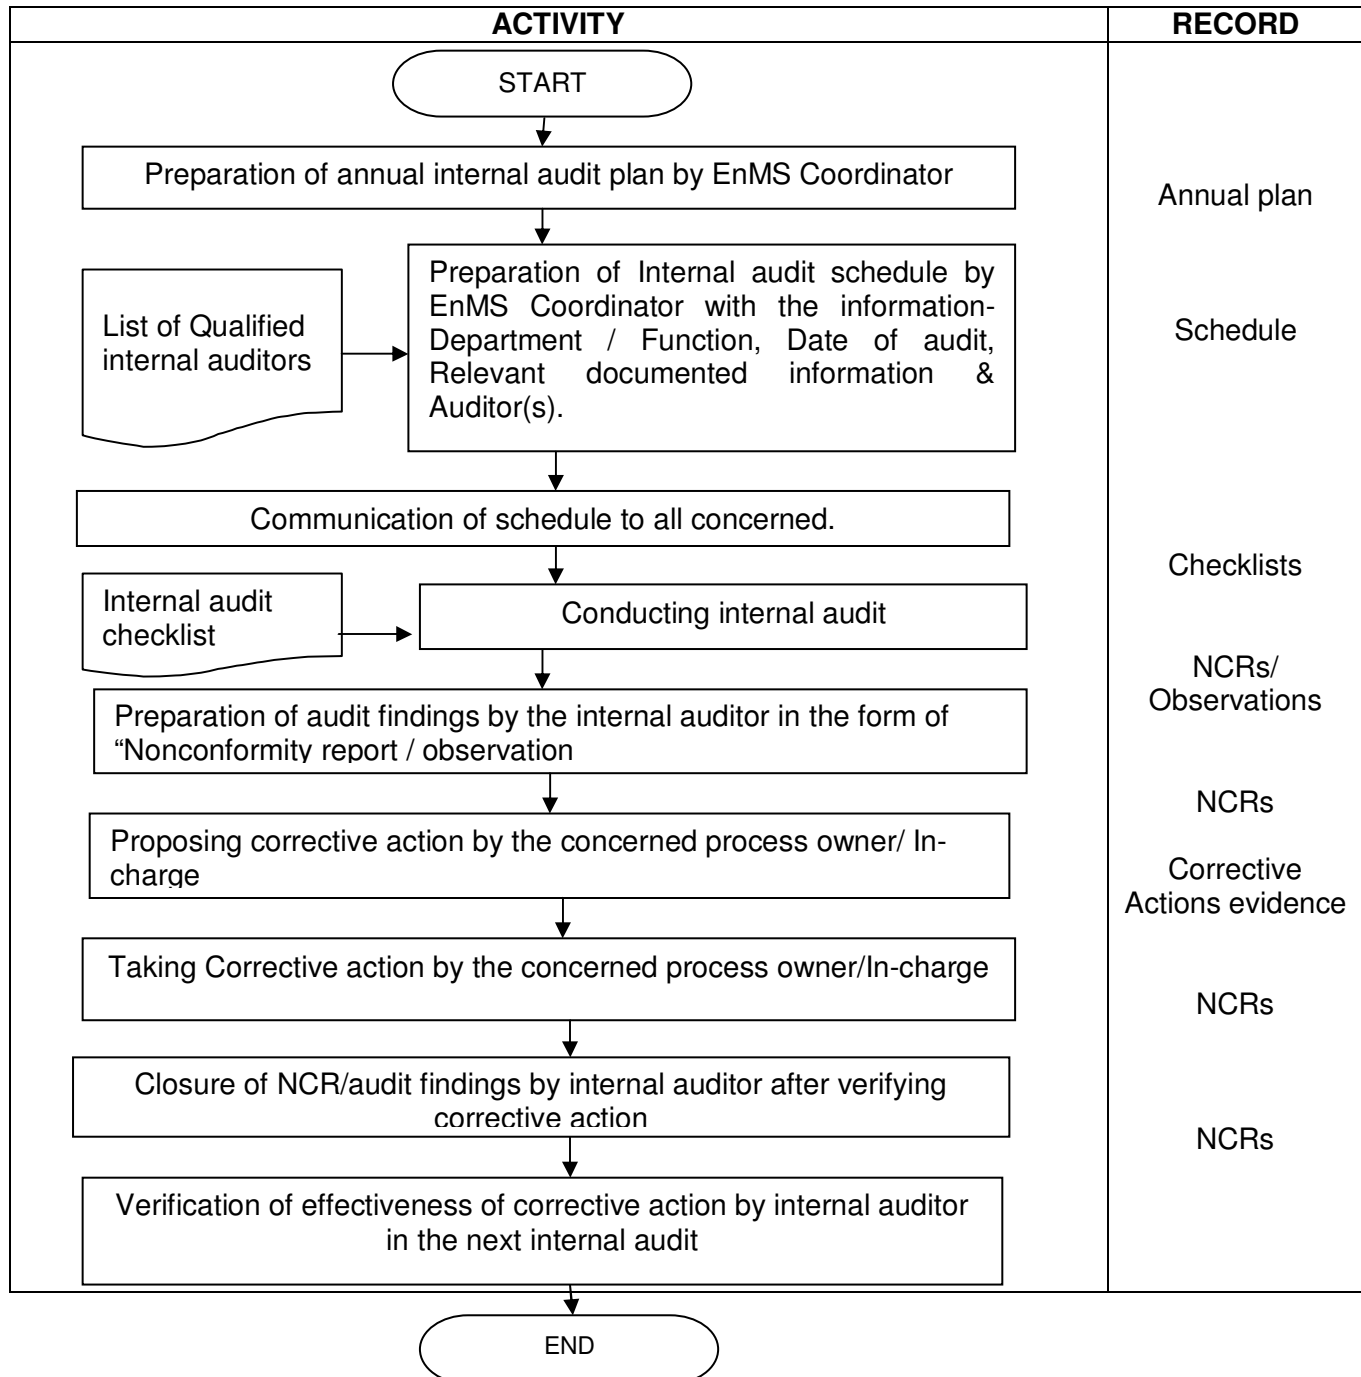 ACTIVITY
RECORD
START
Preparation of annual internal audit plan by EnMS Coordinator
Annual plan
List of Qualified
internal auditors
Preparation of Internal audit schedule by
EnMS Coordinator with the information-
Department / Function, Date of audit,
Relevant documented information &
Auditor(s).
Schedule
Communication of schedule to all concerned.
Checklists
Internal audit
checklist
Conducting internal audit
NCRs/
Observations
Preparation of audit findings by the internal auditor in the form of
“Nonconformity report / observation
NCRs
Proposing corrective action by the concerned process owner/ In-
charge
Corrective
Actions evidence
Taking Corrective action by the concerned process owner/In-charge
NCRs
Closure of NCR/audit findings by internal auditor after verifying
corrective action
NCRs
Verification of effectiveness of corrective action by internal auditor
in the next internal audit
END